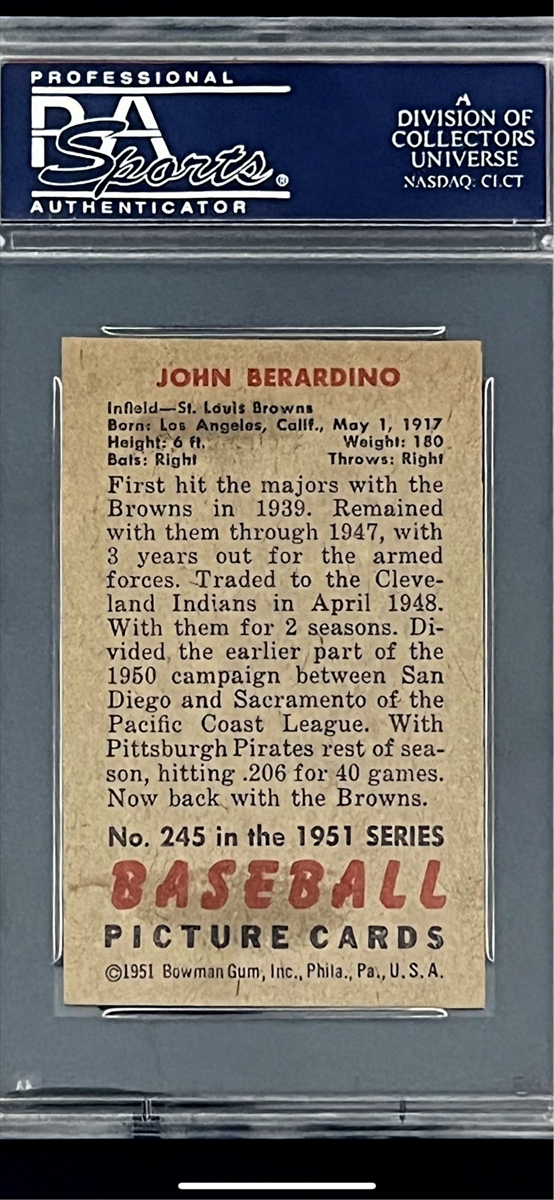 PROFESSIONAL
PSA
Sports®
AUTHENTICATOR
A
DIVISION OF
COLLECTORS
UNIVERSE
NASDAQ: CLCT
JOHN BERARDINO
Infield—St. Louis Browns
Born: Los Angeles, Calif., May 1, 1917
Height: 6 ft. Weight: 180
Bats: Right Throws: Right
First hit the majors with the
Browns in 1939. Remained
with them through 1947, with
3 years out for the armed
forces. Traded to the Cleve-
land Indians in April 1948.
With them for 2 seasons. Di-
vided the earlier part of the
1950 campaign between San
Diego and Sacramento of the
Pacific Coast League. With
Pittsburgh Pirates rest of sea-
son, hitting .206 for 40 games.
Now back with the Browns.
No. 245 in the 1951 SERIES
BASEBALL
PICTURE CARDS
©1951 Bowman Gum, Inc., Phila., Pa., U.S.A.